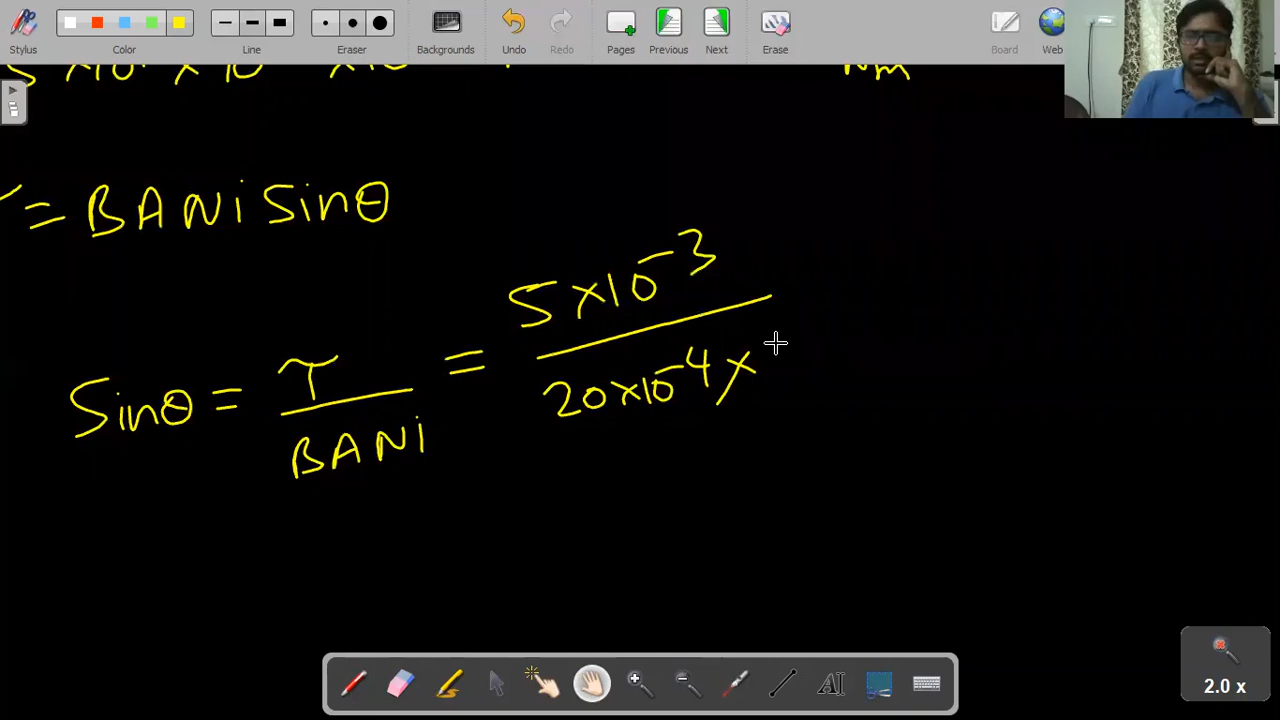 Stylus Color Line Eraser Backgrounds Undo Redo Pages Previous Next Erase Board Web
Nm
= BANi Sinθ
Sinθ = τ / BANi = 5×10⁻³ / 20×10⁻⁴ ×
2.0 x